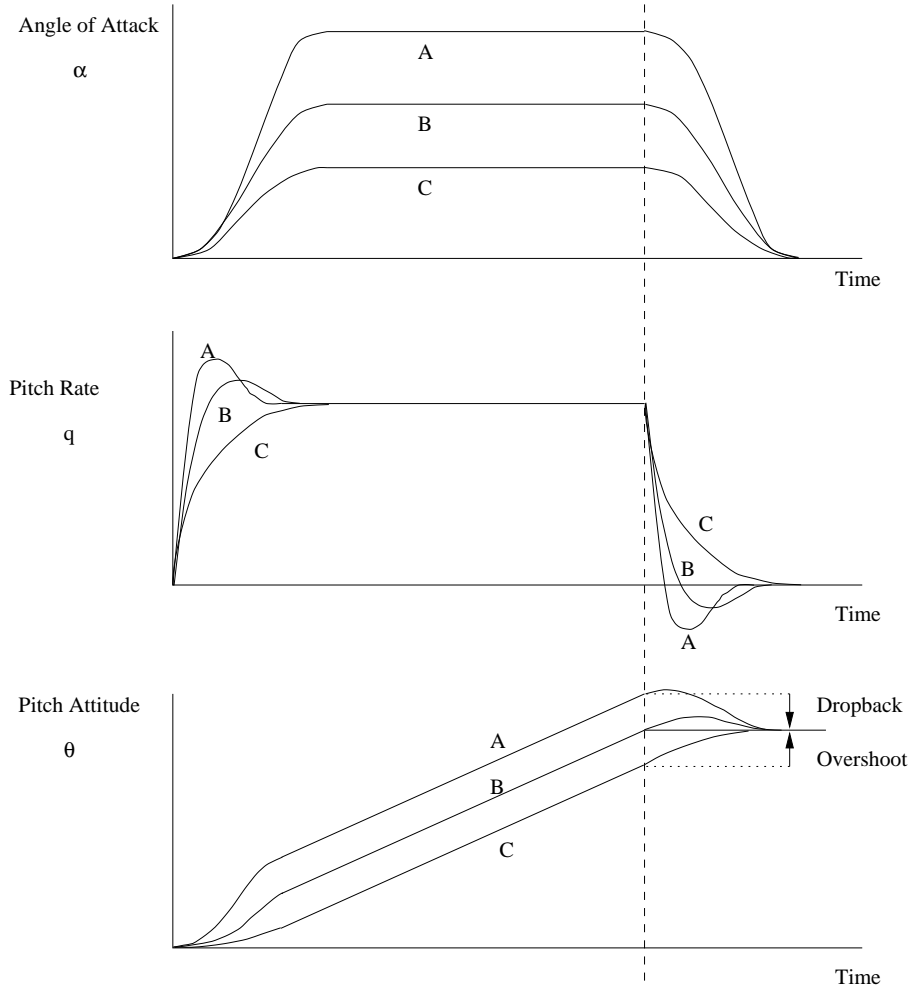 Angle of Attack
α
A
B
C
Time
Pitch Rate
q
A
B
C
C
B
A
Time
Pitch Attitude
θ
A
B
C
Dropback
Overshoot
Time